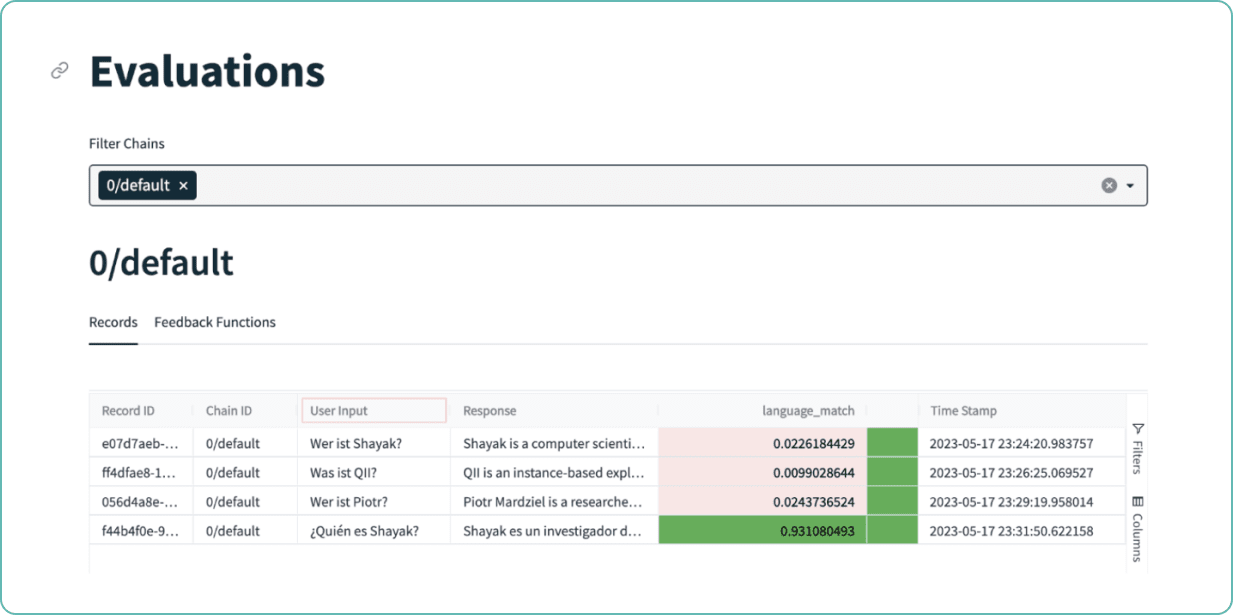 Evaluations
Filter Chains
0/default ×
0/default
Records Feedback Functions
Record ID Chain ID User Input Response language_match Time Stamp
e07d7aeb-... 0/default Wer ist Shayak? Shayak is a computer scienti... 0.0226184429 2023-05-17 23:24:20.983757
ff4dfae8-1... 0/default Was ist QII? QII is an instance-based expl... 0.0099028644 2023-05-17 23:26:25.069527
056d4a8e-... 0/default Wer ist Piotr? Piotr Mardziel is a researche... 0.0243736524 2023-05-17 23:29:19.958014
f44b4f0e-9... 0/default ¿Quién es Shayak? Shayak es un investigador d... 0.931080493 2023-05-17 23:31:50.622158
Filters
Columns